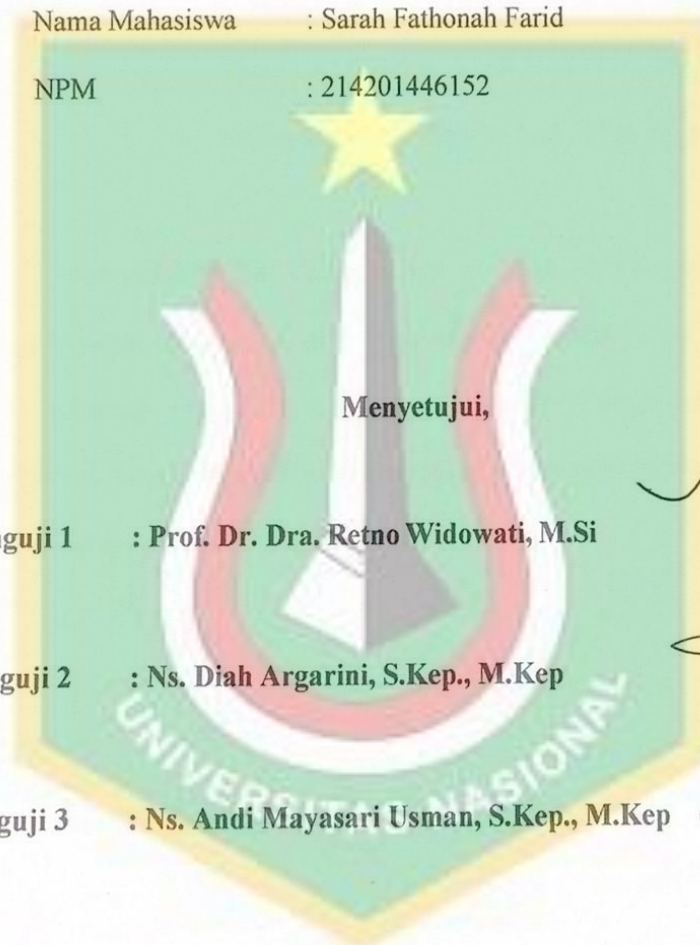 Nama Mahasiswa : Sarah Fathonah Farid
NPM : 214201446152
Menyetujui,
guji 1 : Prof. Dr. Dra. Retno Widowati, M.Si
guji 2 : Ns. Diah Argarini, S.Kep., M.Kep
guji 3 : Ns. Andi Mayasari Usman, S.Kep., M.Kep
UNIVERSITAS NASIONAL